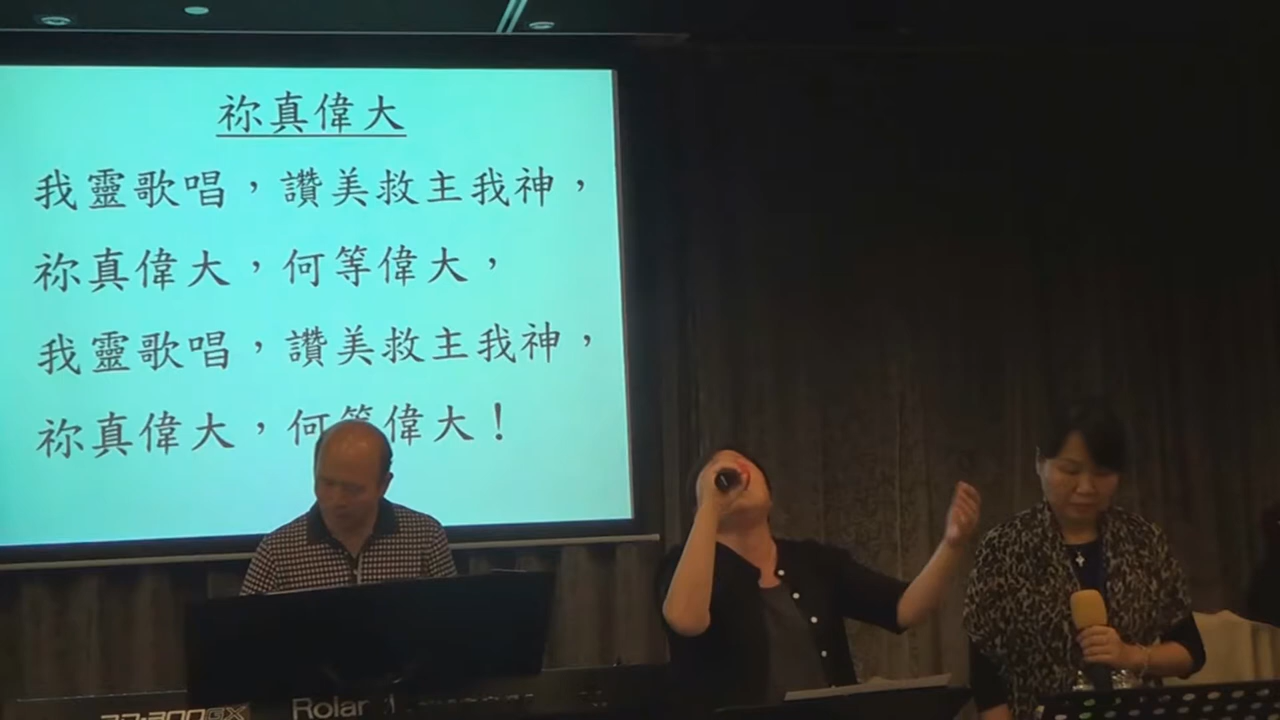 祢真偉大
我靈歌唱，讚美救主我神，
祢真偉大，何等偉大，
我靈歌唱，讚美救主我神，
祢真偉大，何等偉大！
Roland